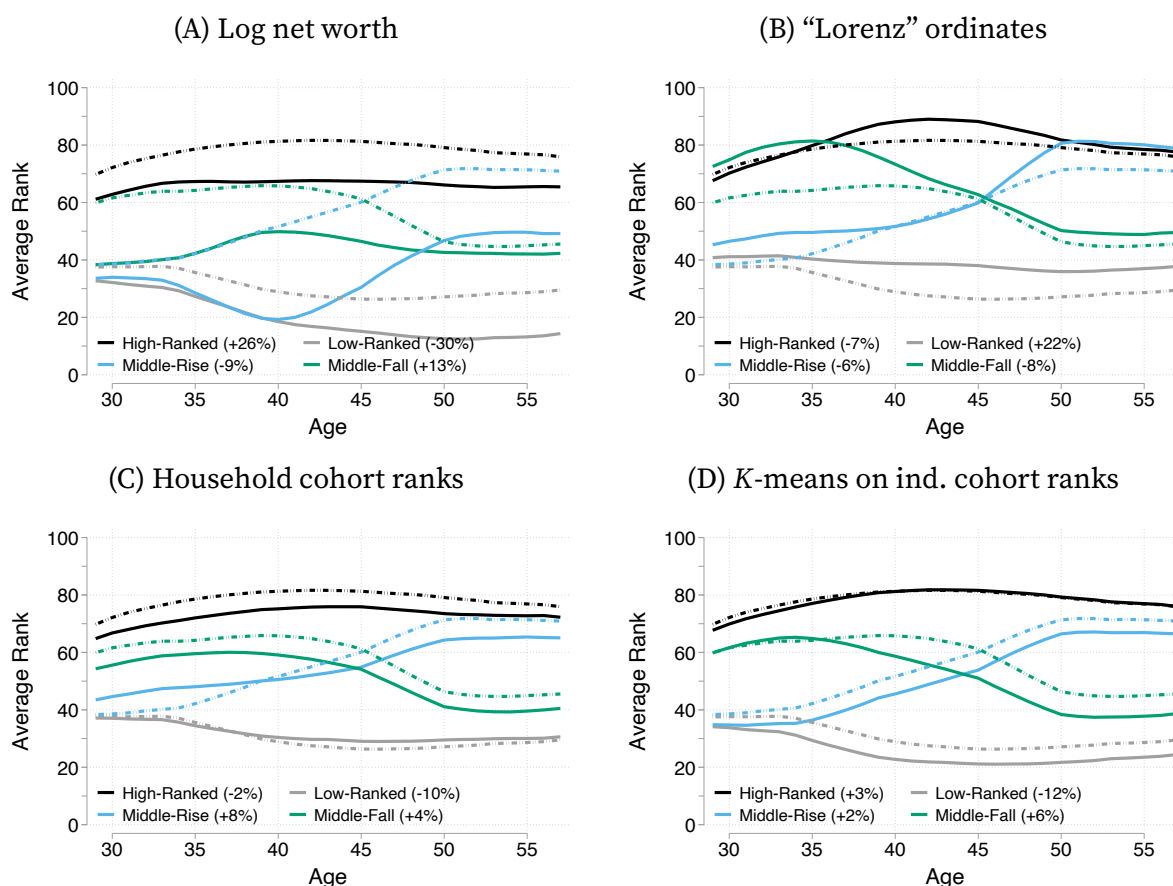 (A) Log net worth
100
80
60
40
20
0
Average Rank
High-Ranked (+26%) Low-Ranked (-30%)
Middle-Rise (-9%) Middle-Fall (+13%)
30 35 40 45 50 55
Age
(B) “Lorenz” ordinates
100
80
60
40
20
0
Average Rank
High-Ranked (-7%) Low-Ranked (+22%)
Middle-Rise (-6%) Middle-Fall (-8%)
30 35 40 45 50 55
Age
(C) Household cohort ranks
100
80
60
40
20
0
Average Rank
High-Ranked (-2%) Low-Ranked (-10%)
Middle-Rise (+8%) Middle-Fall (+4%)
30 35 40 45 50 55
Age
(D) K-means on ind. cohort ranks
100
80
60
40
20
0
Average Rank
High-Ranked (+3%) Low-Ranked (-12%)
Middle-Rise (+2%) Middle-Fall (+6%)
30 35 40 45 50 55
Age